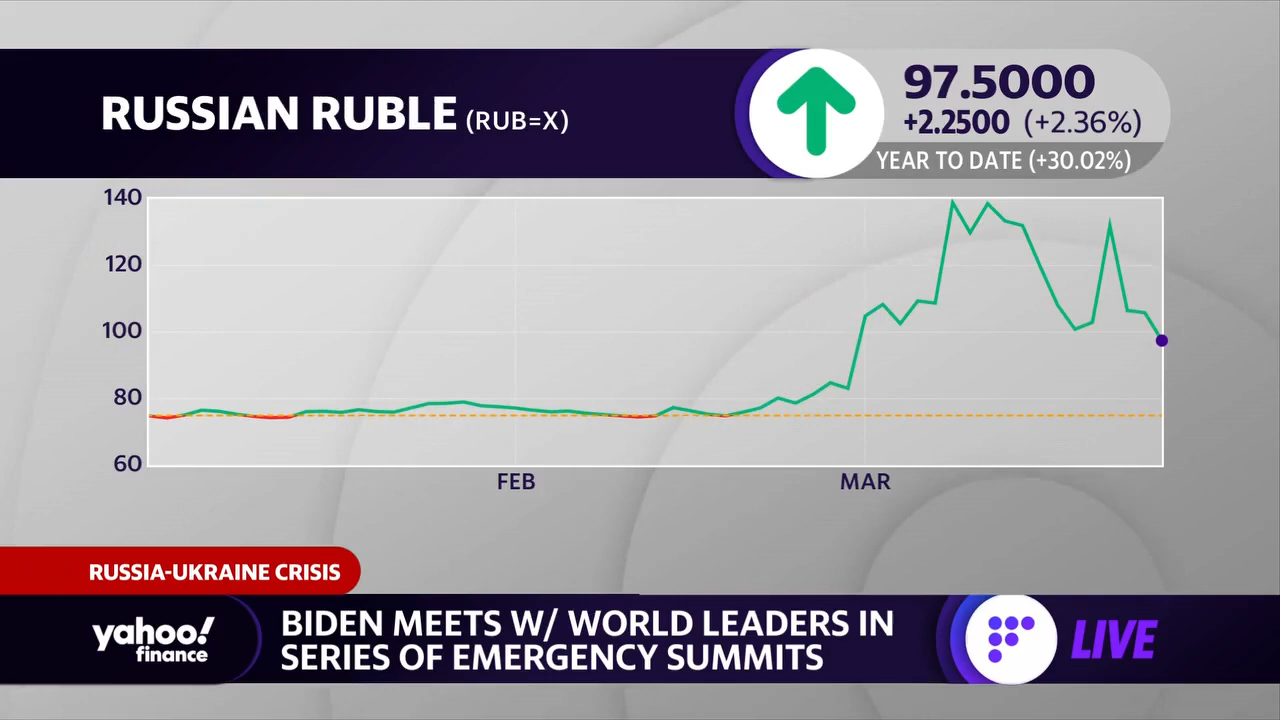 RUSSIAN RUBLE (RUB=X)
97.5000
+2.2500 (+2.36%)
YEAR TO DATE (+30.02%)
140
120
100
80
60
FEB
MAR
RUSSIA-UKRAINE CRISIS
yahoo!
finance
BIDEN MEETS W/ WORLD LEADERS IN
SERIES OF EMERGENCY SUMMITS
LIVE